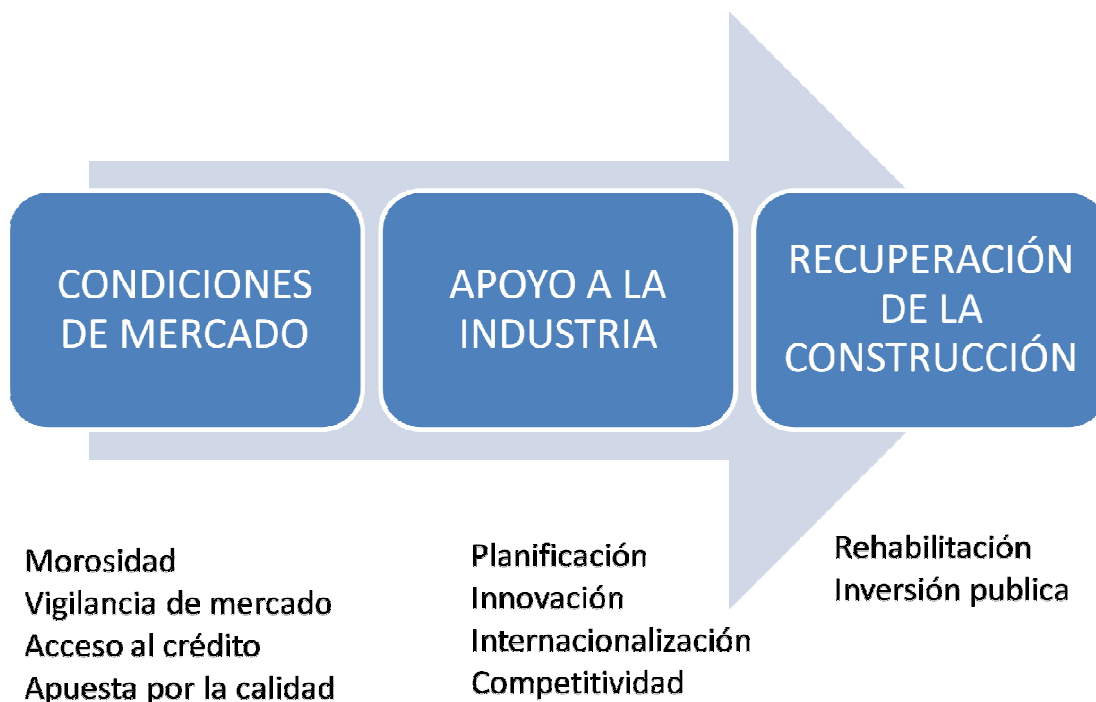 CONDICIONES
DE MERCADO
APOYO A LA
INDUSTRIA
RECUPERACIÓN
DE LA
CONSTRUCCIÓN
Morosidad
Vigilancia de mercado
Acceso al crédito
Apuesta por la calidad
Planificación
Innovación
Internacionalización
Competitividad
Rehabilitación
Inversión publica